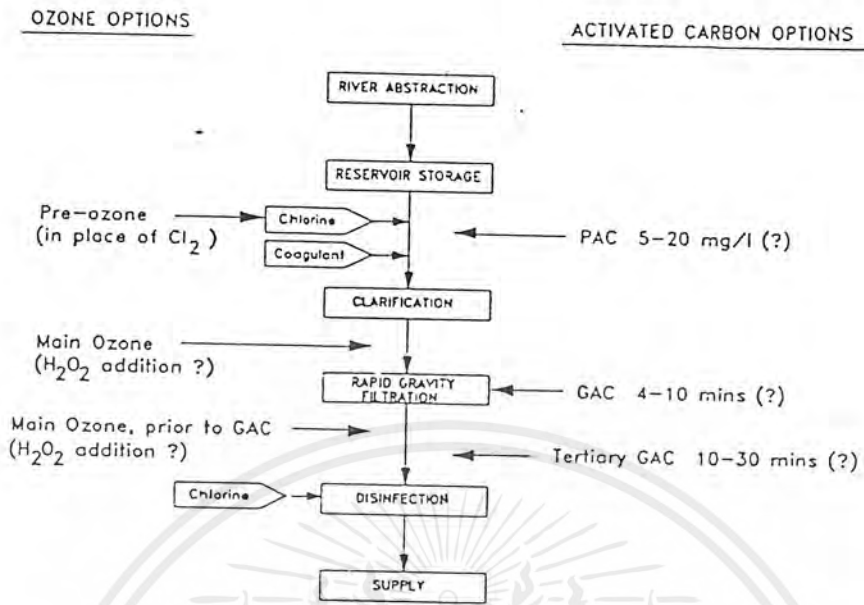 OZONE OPTIONS
ACTIVATED CARBON OPTIONS
RIVER ABSTRACTION
RESERVOIR STORAGE
Pre-ozone
(in place of Cl₂)
Chlorine
Coagulant
PAC 5-20 mg/l (?)
CLARIFICATION
Main Ozone
(H₂O₂ addition ?)
RAPID GRAVITY
FILTRATION
GAC 4-10 mins (?)
Main Ozone, prior to GAC
(H₂O₂ addition ?)
Tertiary GAC 10-30 mins (?)
Chlorine
DISINFECTION
SUPPLY